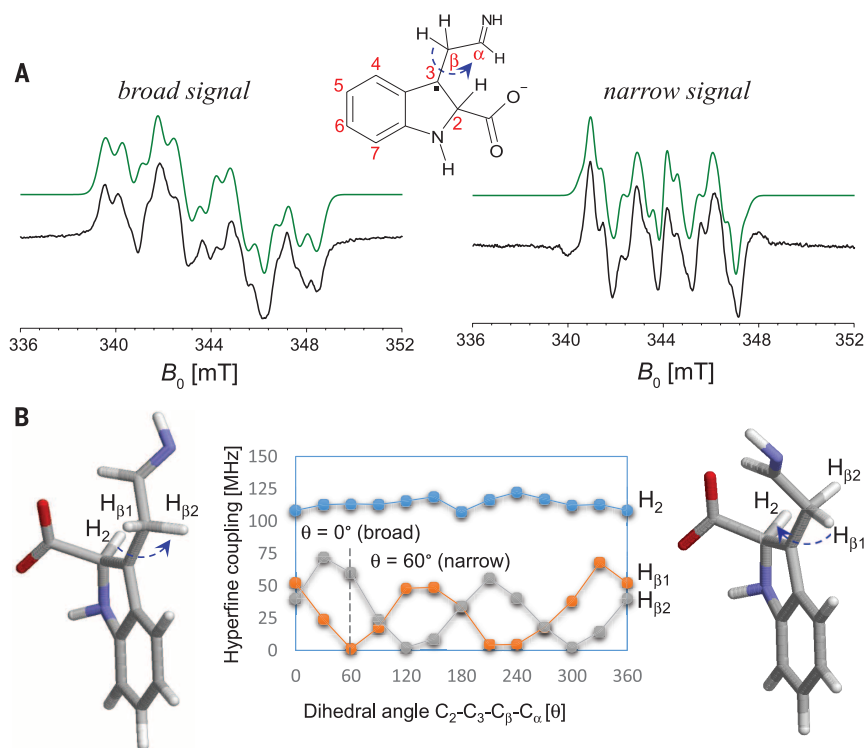 A
broad signal
narrow signal
H
H
NH
4
β
α
H
5
3
H
6
2
O⁻
7
N
H
O
336 340 344 348 352
B₀ [mT]
336 340 344 348 352
B₀ [mT]
B
Hβ1
Hβ2
H₂
Hyperfine coupling [MHz]
150
125
100
75
50
25
0
H₂
θ = 0° (broad)
θ = 60° (narrow)
Hβ1
Hβ2
0 60 120 180 240 300 360
Dihedral angle C₂-C₃-Cβ-Cα [θ]
Hβ2
H₂
Hβ1